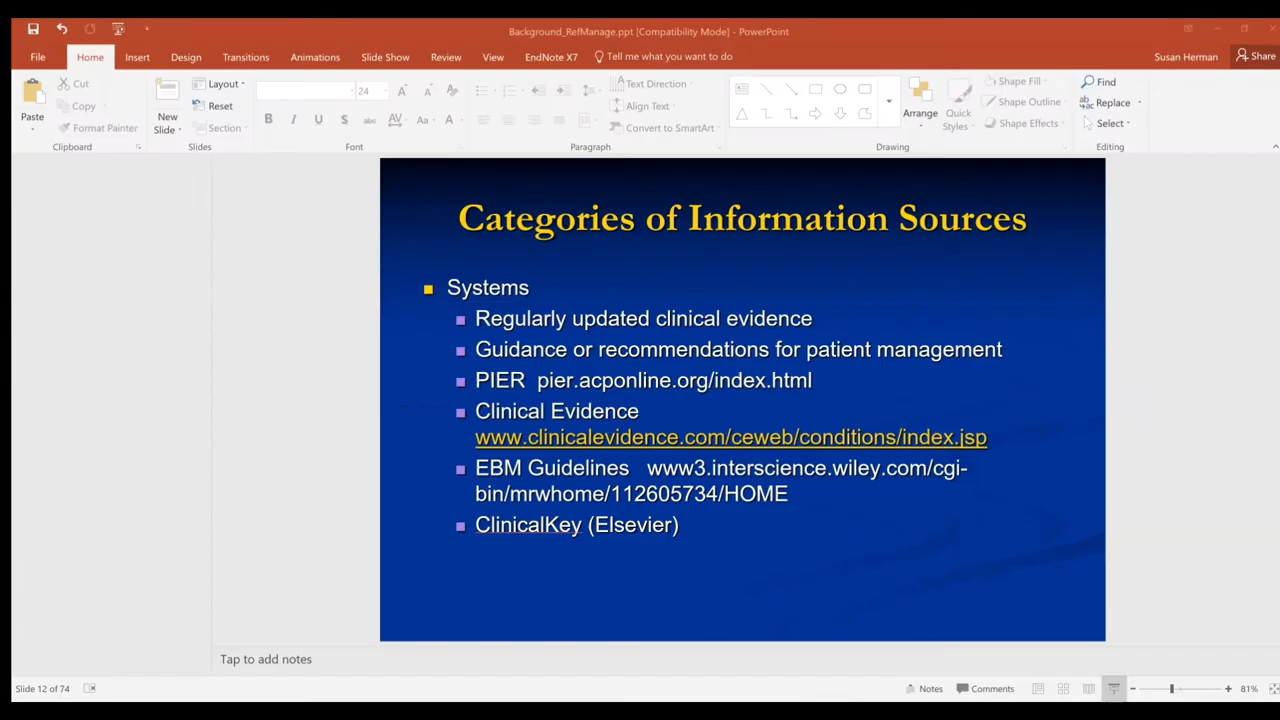 Background_RefManage.ppt [Compatibility Mode] - PowerPoint
File Home Insert Design Transitions Animations Slide Show Review View EndNote X7 Tell me what you want to do Susan Herman Share
Paste
Cut
Copy
Format Painter
Clipboard
New Slide
Layout
Reset
Section
Slides
24
B I U S abc AV Aa A
Font
Text Direction
Align Text
Convert to SmartArt
Paragraph
Arrange
Quick Styles
Shape Fill
Shape Outline
Shape Effects
Drawing
Find
Replace
Select
Editing
Categories of Information Sources
Systems
Regularly updated clinical evidence
Guidance or recommendations for patient management
PIER pier.acponline.org/index.html
Clinical Evidence
www.clinicalevidence.com/ceweb/conditions/index.jsp
EBM Guidelines www3.interscience.wiley.com/cgi-
bin/mrwhome/112605734/HOME
ClinicalKey (Elsevier)
Tap to add notes
Slide 12 of 74 Notes Comments 81%